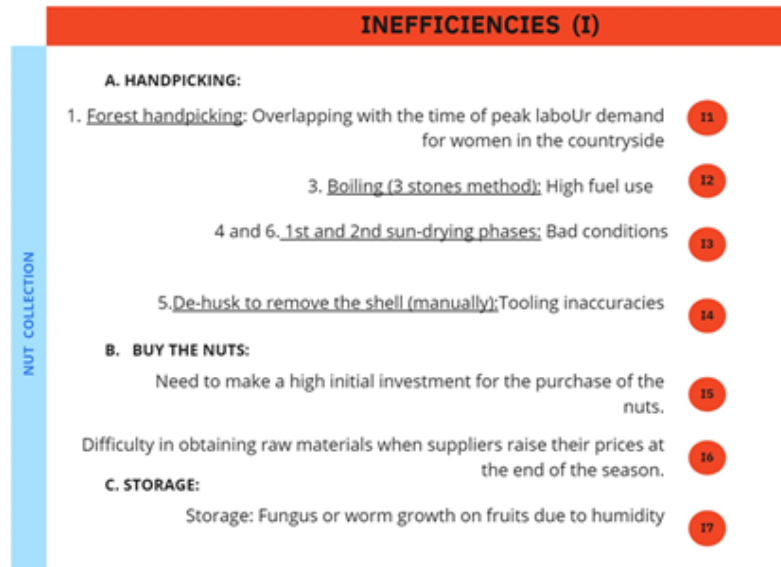 INEFFICIENCIES (I)
NUT COLLECTION
A. HANDPICKING:
1. Forest handpicking: Overlapping with the time of peak laboUr demand
for women in the countryside
I1
3. Boiling (3 stones method): High fuel use
I2
4 and 6. 1st and 2nd sun-drying phases: Bad conditions
I3
5.De-husk to remove the shell (manually):Tooling inaccuracies
I4
B. BUY THE NUTS:
Need to make a high initial investment for the purchase of the
nuts.
I5
Difficulty in obtaining raw materials when suppliers raise their prices at
the end of the season.
I6
C. STORAGE:
Storage: Fungus or worm growth on fruits due to humidity
I7